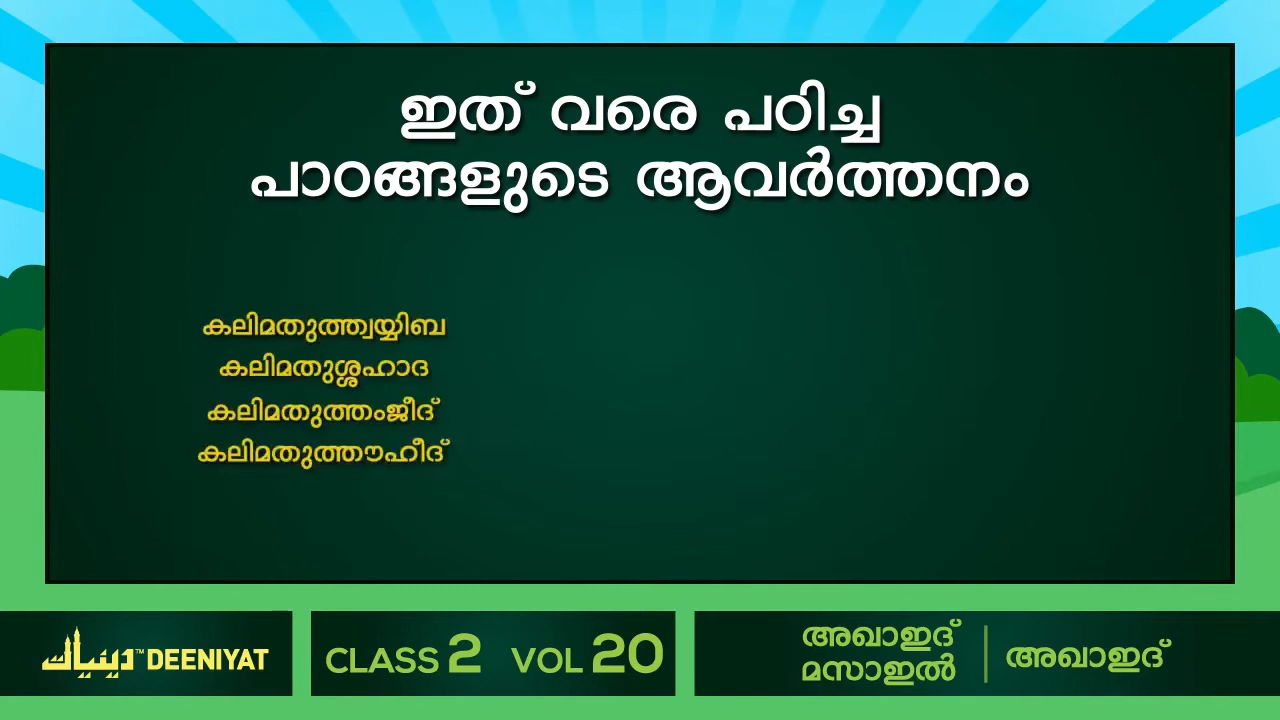 ഇത് വരെ പഠിച്ച
പാഠങ്ങളുടെ ആവർത്തനം
കലിമതുത്ത്വയ്യിബ
കലിമതുശ്ശഹാദ
കലിമതുത്തംജീദ്
കലിമതുത്തൗഹീദ്
دینیات™ DEENIYAT
CLASS 2 VOL 20
അഖാഇദ്
മസാഇൽ
അഖാഇദ്